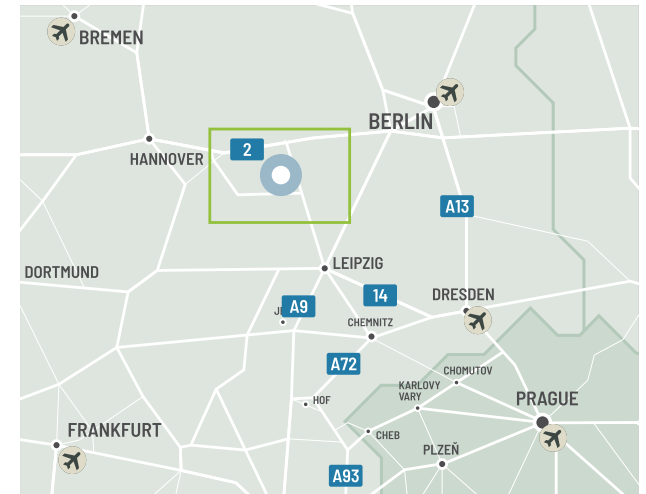 BREMEN
BERLIN
2
HANNOVER
A13
LEIPZIG
DORTMUND
14
DRESDEN
A9
CHEMNITZ
A72
CHOMUTOV
KARLOVY
VARY
HOF
PRAGUE
FRANKFURT
CHEB
PLZEŇ
A93